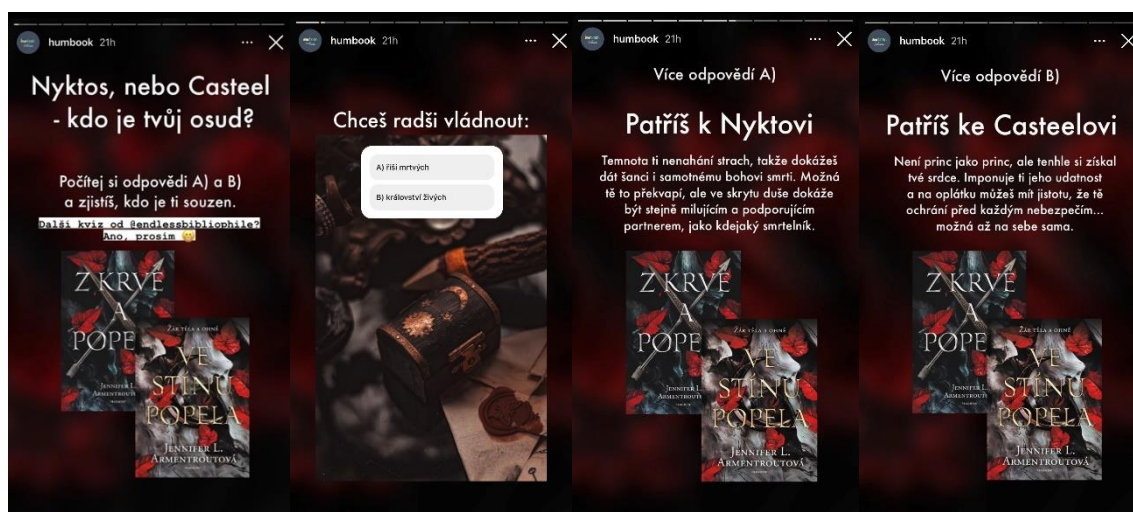 humbook 21h
Nyktos, nebo Casteel
- kdo je tvůj osud?
Počítej si odpovědi A) a B)
a zjistíš, kdo je ti souzen.
Další kvíz od @endlessbibliophile?
Ano, prosím
Z KRVE
A
POPE
JENNIFER L.
ARMENTROUT
ŽÁR TĚLA A OHNĚ
VE
STÍNU
POPELA
JENNIFER L.
ARMENTROUTOVÁ
humbook 21h
Chceš radši vládnout:
A) říši mrtvých
B) království živých
humbook 21h
Více odpovědí A)
Patříš k Nyktovi
Temnota ti nenahání strach, takže dokážeš
dát šanci i samotnému bohovi smrti. Možná
tě to překvapí, ale ve skrytu duše dokáže
být stejně milujícím a podporujícím
partnerem, jako kdejaký smrtelník.
Z KRVE
A
POPE
JENNIFER L.
ARMENTROUT
ŽÁR TĚLA A OHNĚ
VE
STÍNU
POPELA
JENNIFER L.
ARMENTROUTOVÁ
humbook 21h
Více odpovědí B)
Patříš ke Casteelovi
Není princ jako princ, ale tenhle si získal
tvé srdce. Imponuje ti jeho udatnost
a na oplátku můžeš mít jistotu, že tě
ochrání před každým nebezpečím...
možná až na sebe sama.
Z KRVE
A
POPE
JENNIFER L.
ARMENTROUT
ŽÁR TĚLA A OHNĚ
VE
STÍNU
POPELA
JENNIFER L.
ARMENTROUTOVÁ